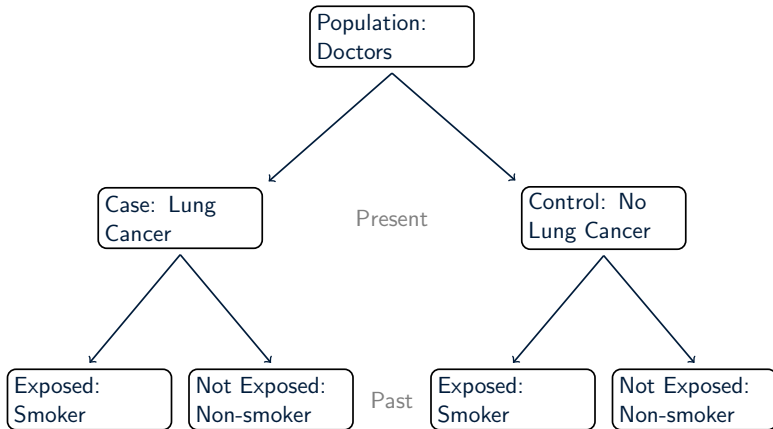 Population:
Doctors
Case: Lung
Cancer
Present
Control: No
Lung Cancer
Exposed:
Smoker
Not Exposed:
Non-smoker
Past
Exposed:
Smoker
Not Exposed:
Non-smoker